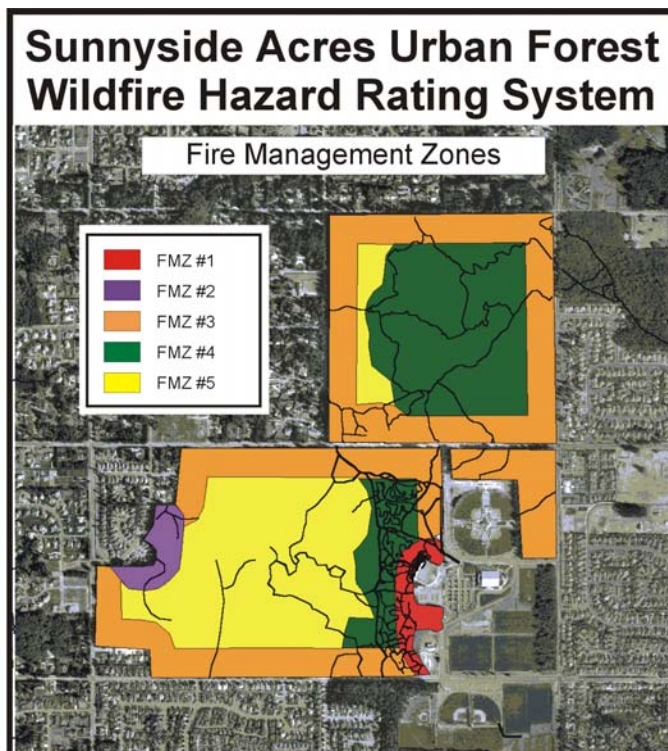 Sunnyside Acres Urban Forest
Wildfire Hazard Rating System
Fire Management Zones
FMZ #1
FMZ #2
FMZ #3
FMZ #4
FMZ #5